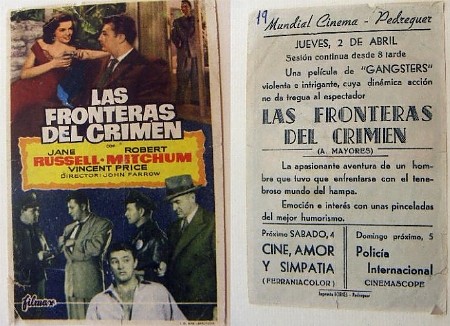 LAS
FRONTERAS
DEL CRIMEN
JANE con ROBERT
RUSSELL-MITCHUM
VINCENT PRICE
DIRECTOR: JOHN FARROW
filmax
19
Mundial Cinema - Pedreguer
JUEVES, 2 DE ABRIL
Sesión continua desde 8 tarde
Una película de "GANGSTERS"
violenta e intrigante, cuya dinámica acción
no da tregua al espectador
LAS FRONTERAS
DEL CRIMEN
(A. MAYORES)
La apasionante aventura de un hom-
bre que tuvo que enfrentarse con el tene-
broso mundo del hampa.
Emoción e interés con unas pinceladas
del mejor humorismo.
Próximo SABADO, 4
CINE, AMOR
Y SIMPATIA
(FERRANIACOLOR)
Domingo próximo, 5
Policía
Internacional
CINEMASCOPE